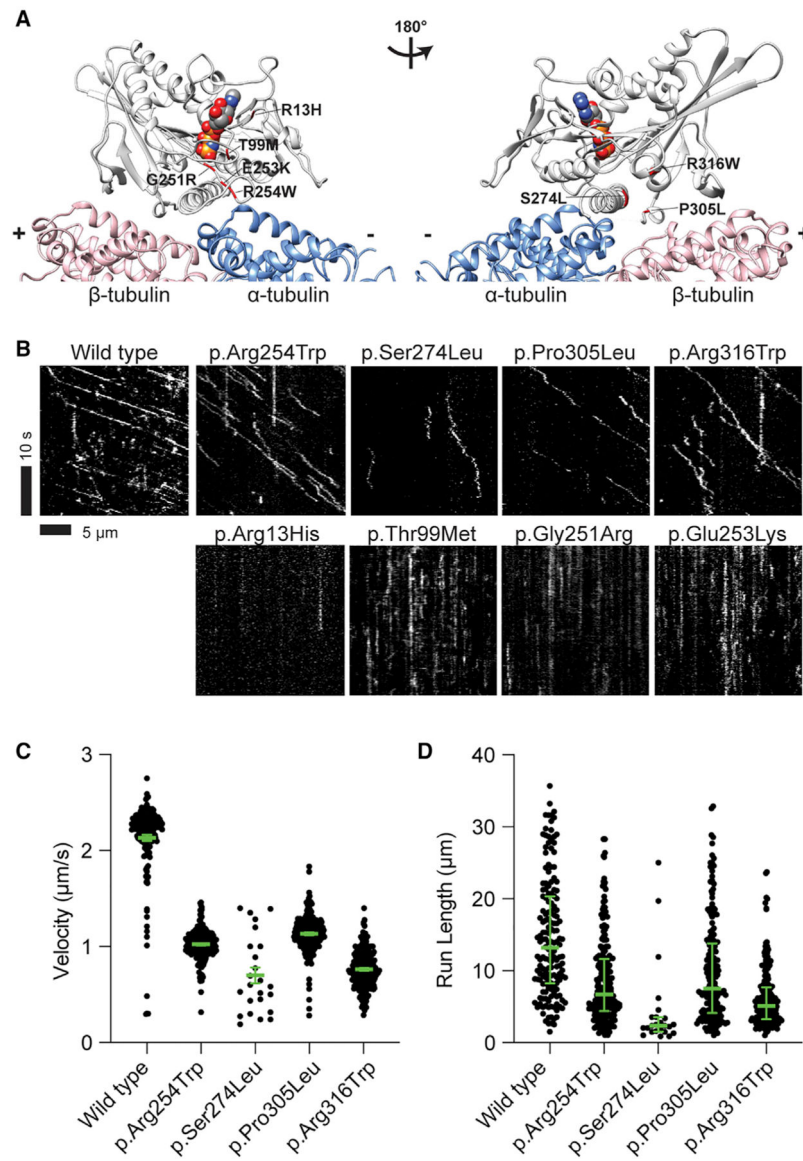 A
180°
R13H
T99M
E253K
G251R
R254W
R316W
S274L
P305L
+ - - +
β-tubulin α-tubulin α-tubulin β-tubulin
B
Wild type p.Arg254Trp p.Ser274Leu p.Pro305Leu p.Arg316Trp
10 s
5 µm
p.Arg13His p.Thr99Met p.Gly251Arg p.Glu253Lys
C
Velocity (µm/s)
3
2
1
0
Wild type
p.Arg254Trp
p.Ser274Leu
p.Pro305Leu
p.Arg316Trp
D
Run Length (µm)
40
30
20
10
0
Wild type
p.Arg254Trp
p.Ser274Leu
p.Pro305Leu
p.Arg316Trp